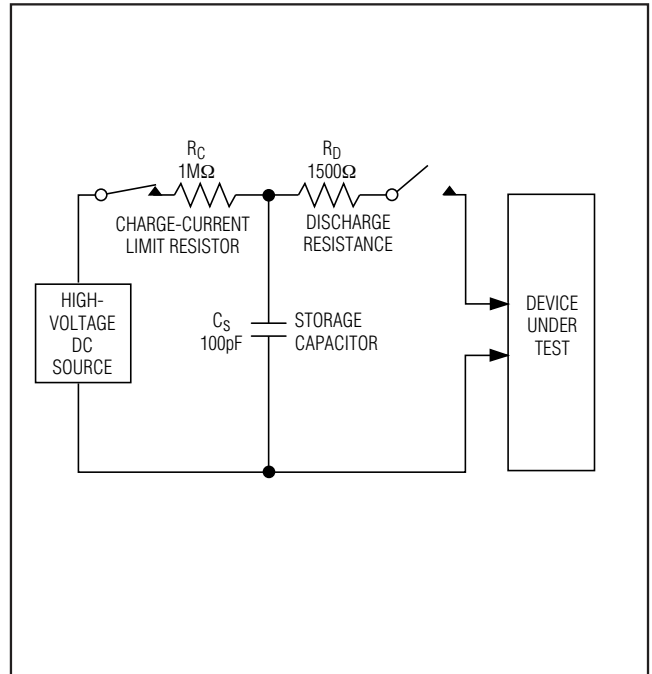 R_C
1MΩ
CHARGE-CURRENT
LIMIT RESISTOR
R_D
1500Ω
DISCHARGE
RESISTANCE
HIGH-
VOLTAGE
DC
SOURCE
C_S
100pF
STORAGE
CAPACITOR
DEVICE
UNDER
TEST